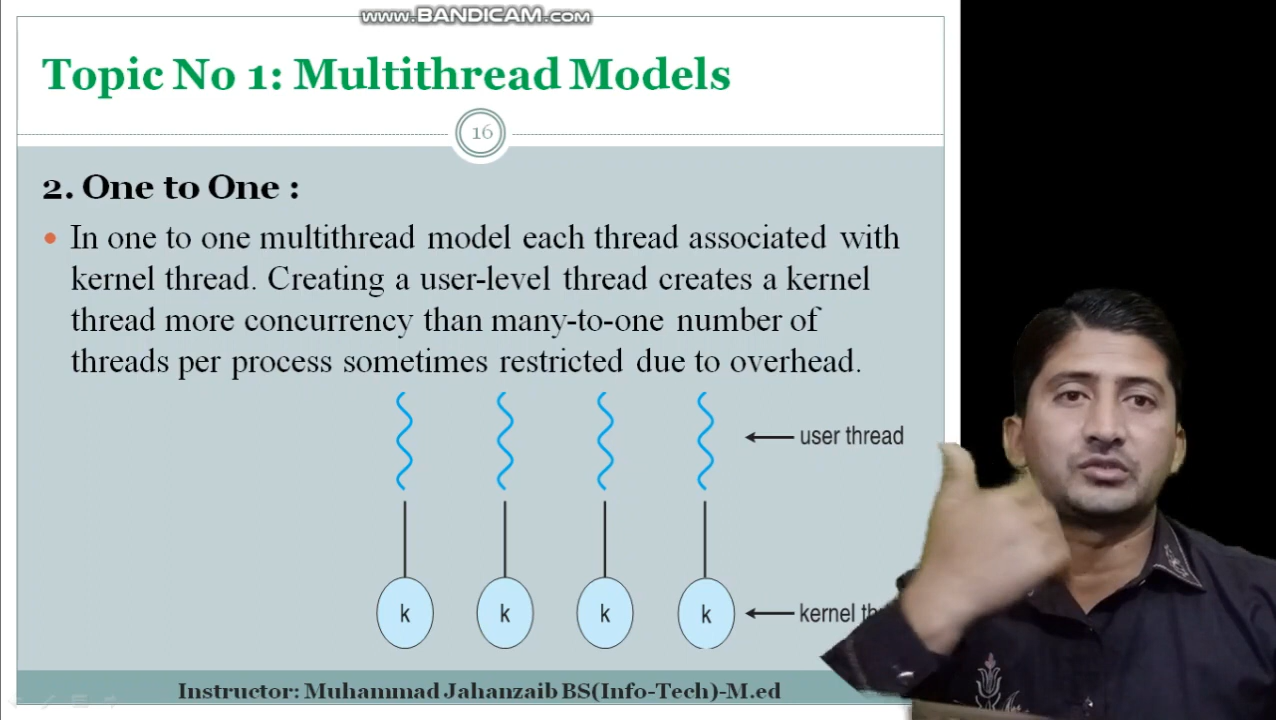 www.BANDICAM.com
Topic No 1: Multithread Models
16
2. One to One :
• In one to one multithread model each thread associated with
kernel thread. Creating a user-level thread creates a kernel
thread more concurrency than many-to-one number of
threads per process sometimes restricted due to overhead.
user thread
k k k k
kernel
Instructor: Muhammad Jahanzaib BS(Info-Tech)-M.ed